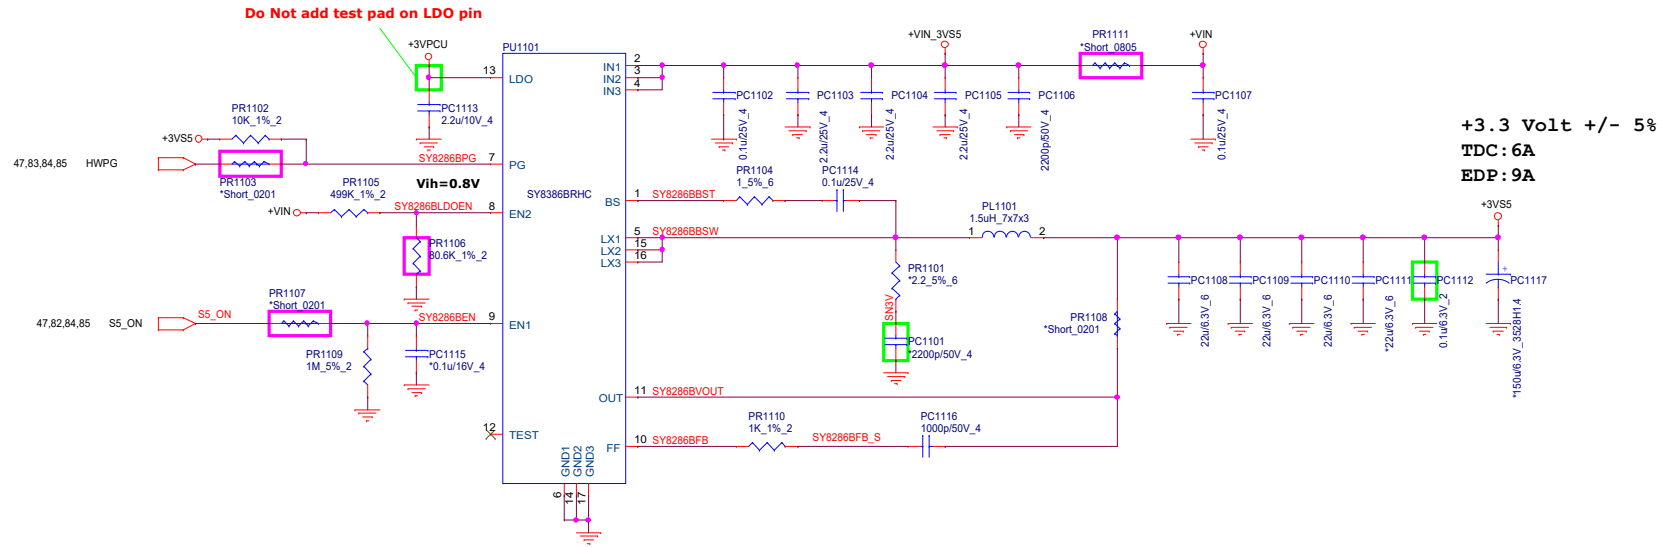 Do Not add test pad on LDO pin
+3VPCU
PU1101
13
LDO
PC1113
2.2u/10V_4
PR1102
10K_1%_2
+3VS5
47,83,84,85
HWPG
PR1103
*Short_0201
SY8286BPG
7
PG
PR1105
499K_1%_2
Vih=0.8V
+VIN
SY8286BLDOEN
8
EN2
PR1106
80.6K_1%_2
PR1107
*Short_0201
47,82,84,85
S5_ON
S5_ON
SY8286BEN
9
EN1
PR1109
1M_5%_2
PC1115
*0.1u/16V_4
12
TEST
SY8386BRHC
GND1
GND2
GND3
6
14
17
IN1
IN2
IN3
2
3
4
+VIN_3VS5
PR1111
*Short_0805
+VIN
PC1102
0.1u/25V_4
PC1103
2.2u/25V_4
PC1104
2.2u/25V_4
PC1105
2.2u/25V_4
PC1106
2200p/50V_4
PC1107
0.1u/25V_4
+3.3 Volt +/- 5%
TDC:6A
EDP:9A
BS
1
SY8286BBST
PR1104
1_5%_6
PC1114
0.1u/25V_4
LX1
LX2
LX3
5
15
16
SY8286BBSW
PL1101
1.5uH_7x7x3
1
2
PR1101
*2.2_5%_6
SN3V
PC1101
*2200p/50V_4
PR1108
*Short_0201
+3VS5
PC1108
22u/6.3V_6
PC1109
22u/6.3V_6
PC1110
22u/6.3V_6
PC1111
*22u/6.3V_6
PC1112
0.1u/6.3V_2
+
PC1117
*150u/6.3V_3528H1.4
OUT
11
SY8286BVOUT
FF
10
SY8286BFB
PR1110
1K_1%_2
SY8286BFB_S
PC1116
1000p/50V_4